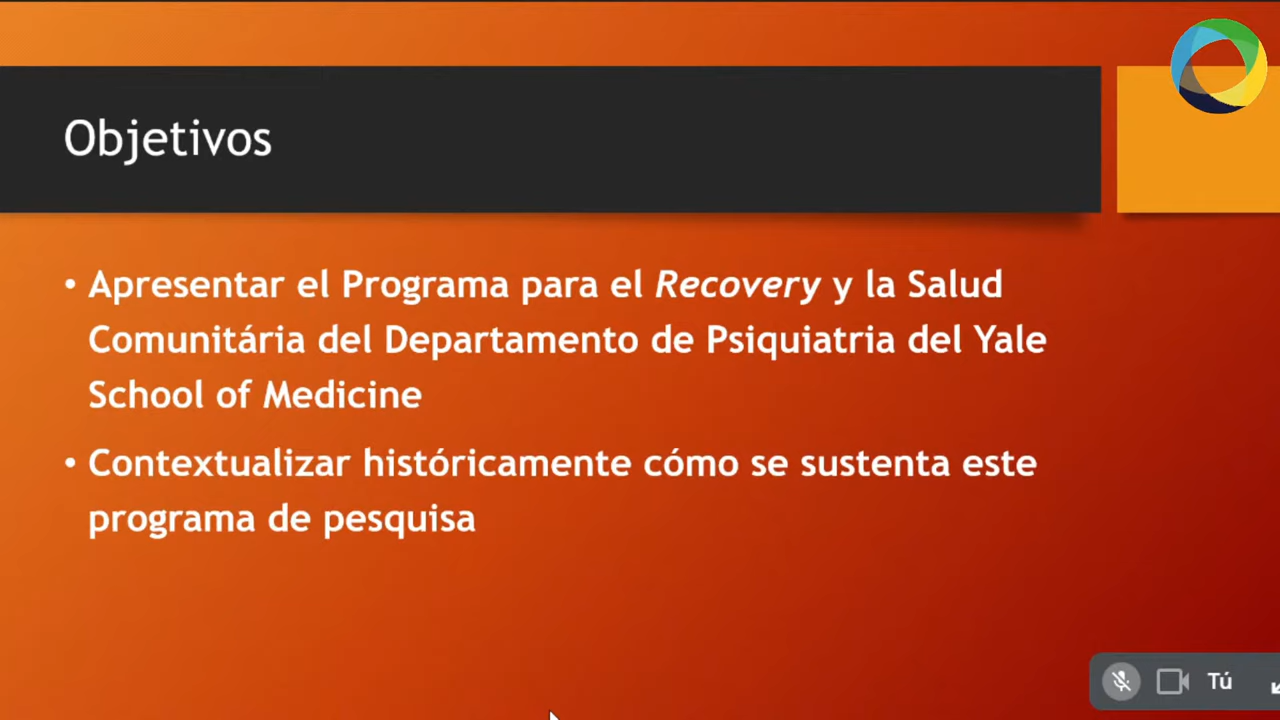 Objetivos
• Apresentar el Programa para el Recovery y la Salud
Comunitária del Departamento de Psiquiatria del Yale
School of Medicine
• Contextualizar históricamente cómo se sustenta este
programa de pesquisa
Tú